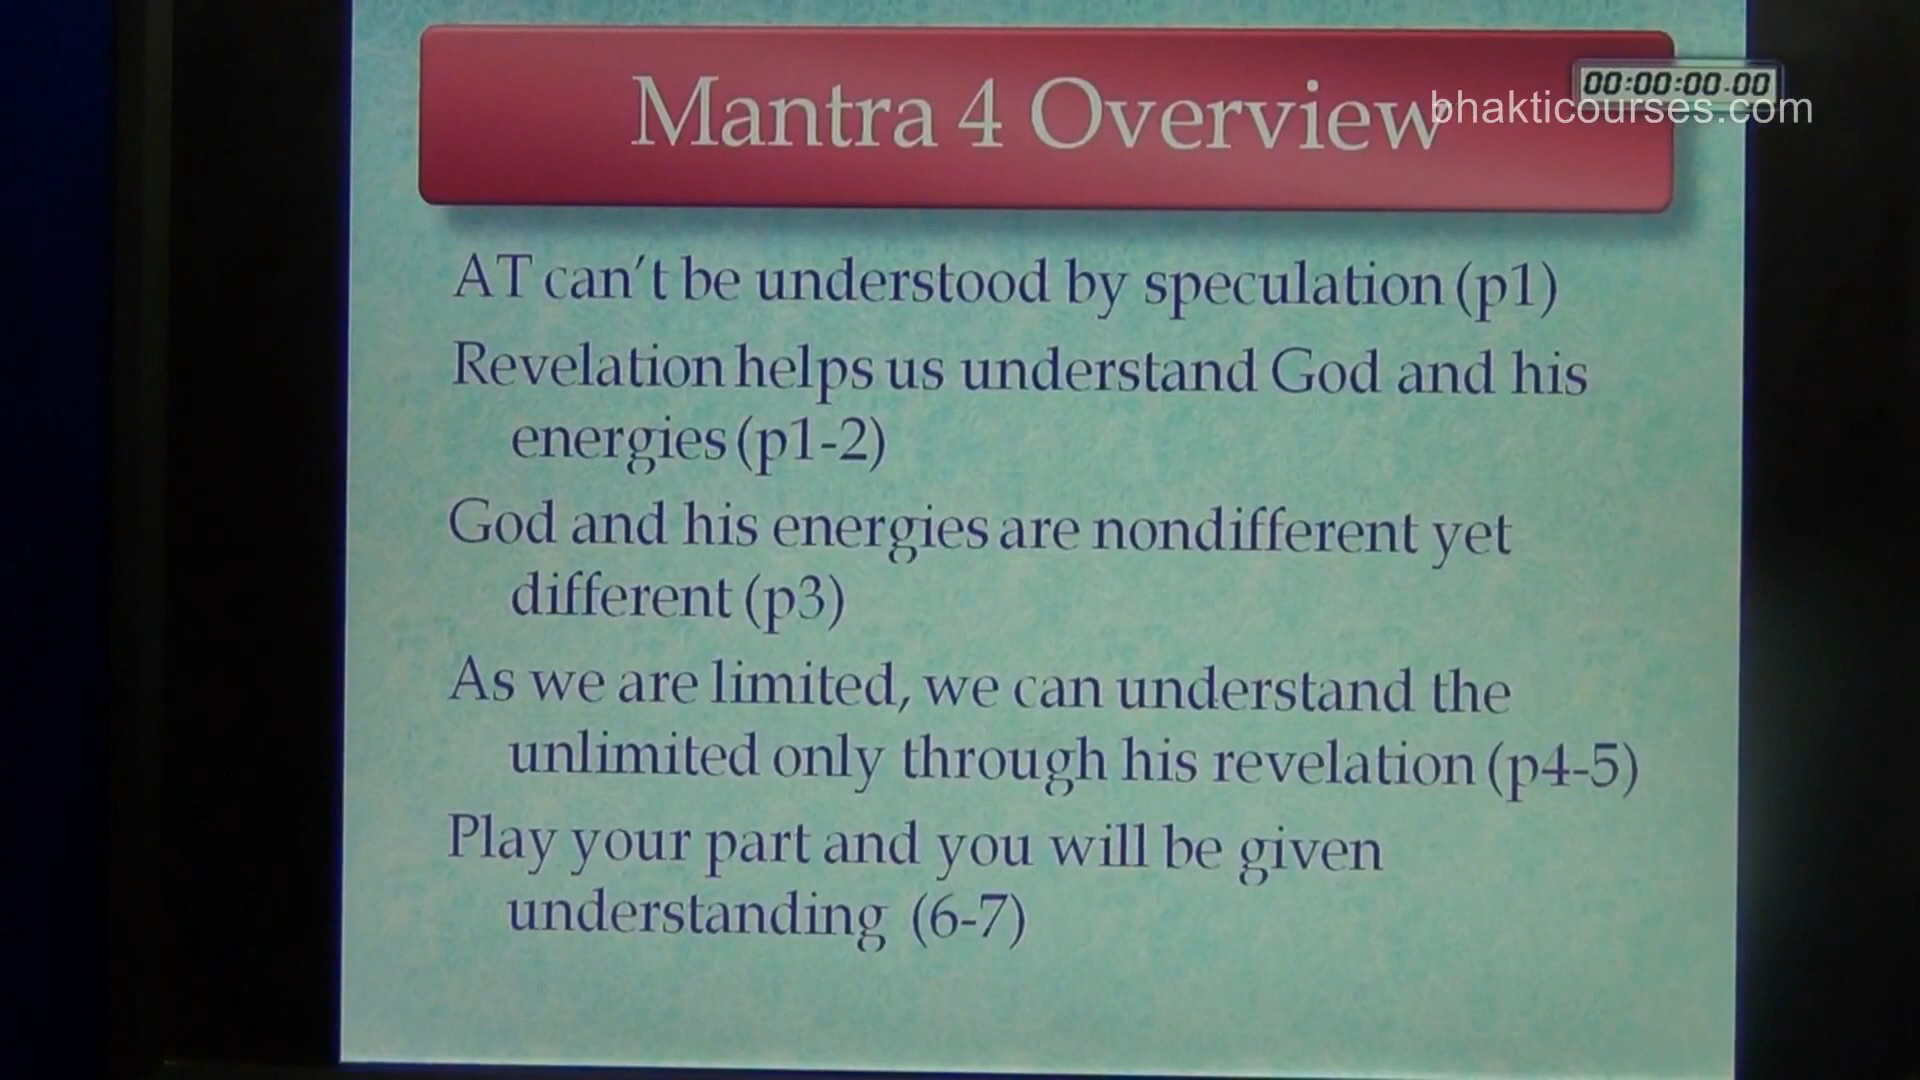 00:00:00.00
bhakticourses.com
Mantra 4 Overview
AT can't be understood by speculation (p1)
Revelation helps us understand God and his
energies (p1-2)
God and his energies are nondifferent yet
different (p3)
As we are limited, we can understand the
unlimited only through his revelation (p4-5)
Play your part and you will be given
understanding (6-7)